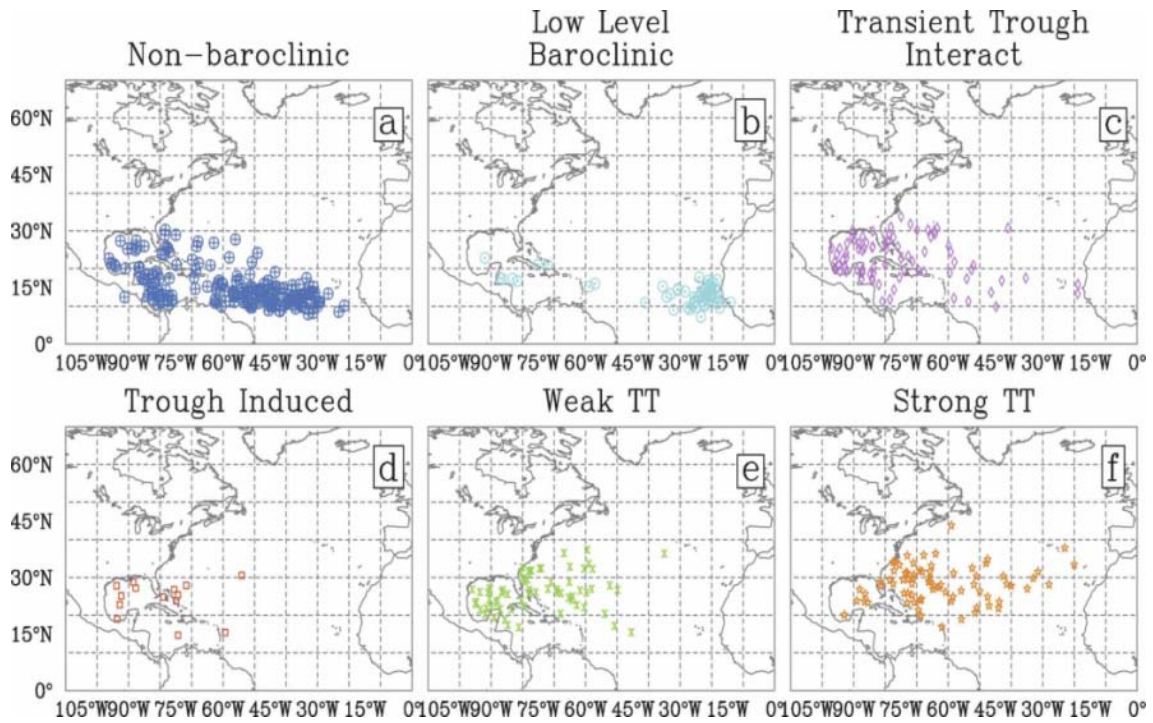 Non-baroclinic
Low Level
Baroclinic
Transient Trough
Interact
a
b
c
60°N
45°N
30°N
15°N
0°
105°W90°W 75°W 60°W 45°W 30°W 15°W 0°
105°W90°W 75°W 60°W 45°W 30°W 15°W 0°
105°W90°W 75°W 60°W 45°W 30°W 15°W 0°
Trough Induced
Weak TT
Strong TT
d
e
f
60°N
45°N
30°N
15°N
0°
105°W90°W 75°W 60°W 45°W 30°W 15°W 0°
105°W90°W 75°W 60°W 45°W 30°W 15°W 0°
105°W90°W 75°W 60°W 45°W 30°W 15°W 0°